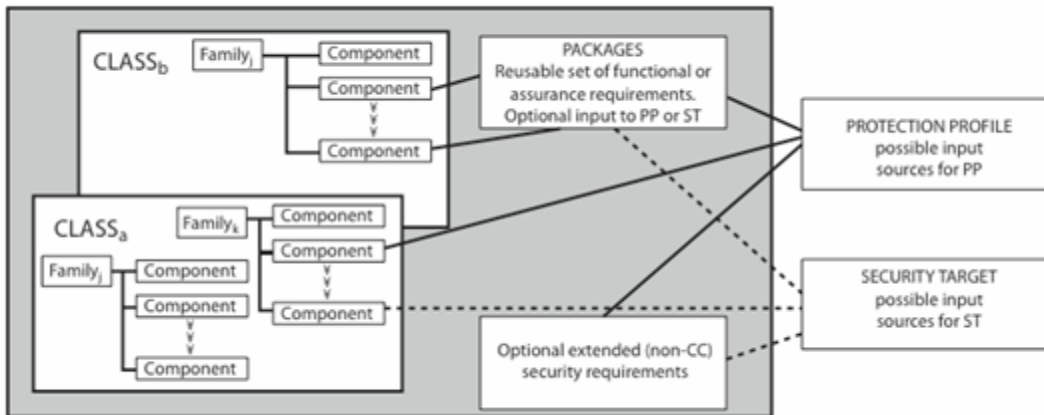 CLASSb
Familyj
Component
Component
Component
CLASSa
Familyk
Component
Component
Component
Familyj
Component
Component
Component
PACKAGES
Reusable set of functional or
assurance requirements.
Optional input to PP or ST
Optional extended (non-CC)
security requirements
PROTECTION PROFILE
possible input
sources for PP
SECURITY TARGET
possible input
sources for ST